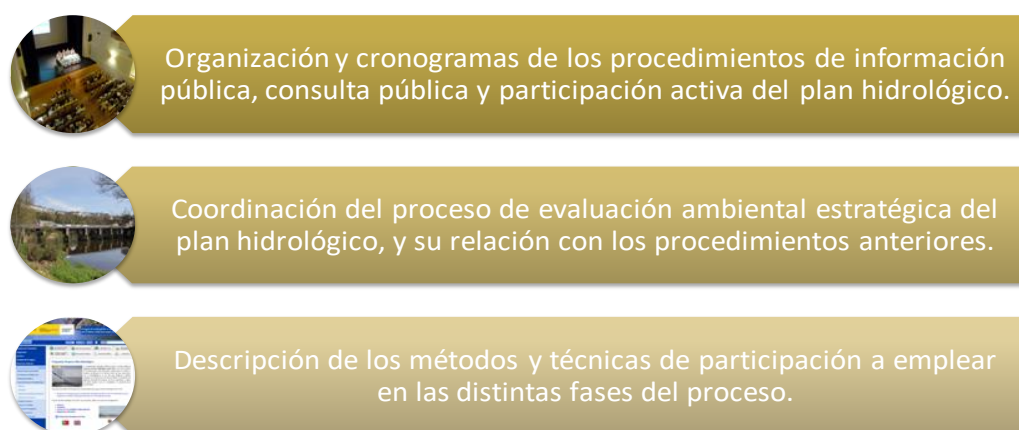 Organización y cronogramas de los procedimientos de información
pública, consulta pública y participación activa del plan hidrológico.
Coordinación del proceso de evaluación ambiental estratégica del
plan hidrológico, y su relación con los procedimientos anteriores.
Descripción de los métodos y técnicas de participación a emplear
en las distintas fases del proceso.